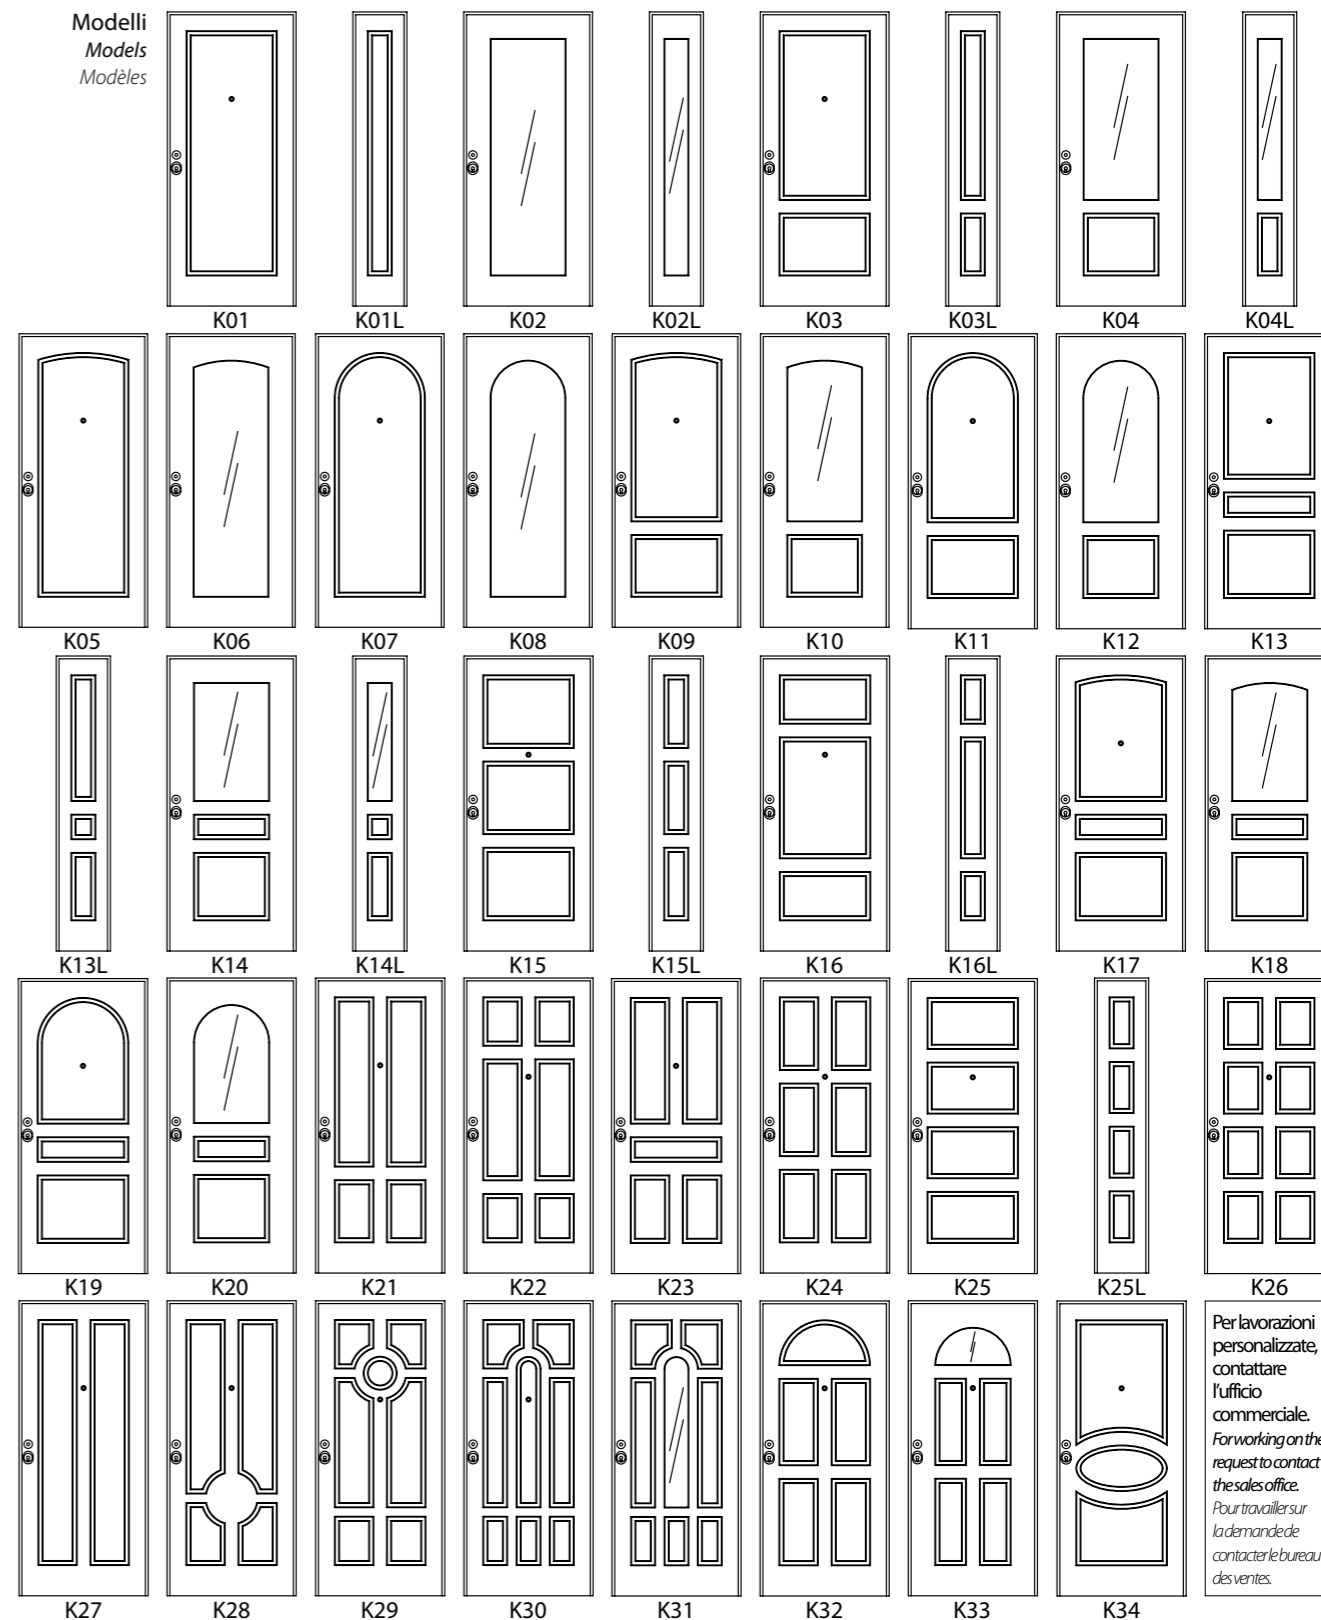 Modelli
Models
Modèles
K01 K01L K02 K02L K03 K03L K04 K04L
K05 K06 K07 K08 K09 K10 K11 K12 K13
K13L K14 K14L K15 K15L K16 K16L K17 K18
K19 K20 K21 K22 K23 K24 K25 K25L K26
Per lavorazioni
personalizzate,
contattare
l'ufficio
commerciale.
For working on the
request to contact
the sales office.
Pour travailler sur
la demande de
contacter le bureau
des ventes.
K27 K28 K29 K30 K31 K32 K33 K34